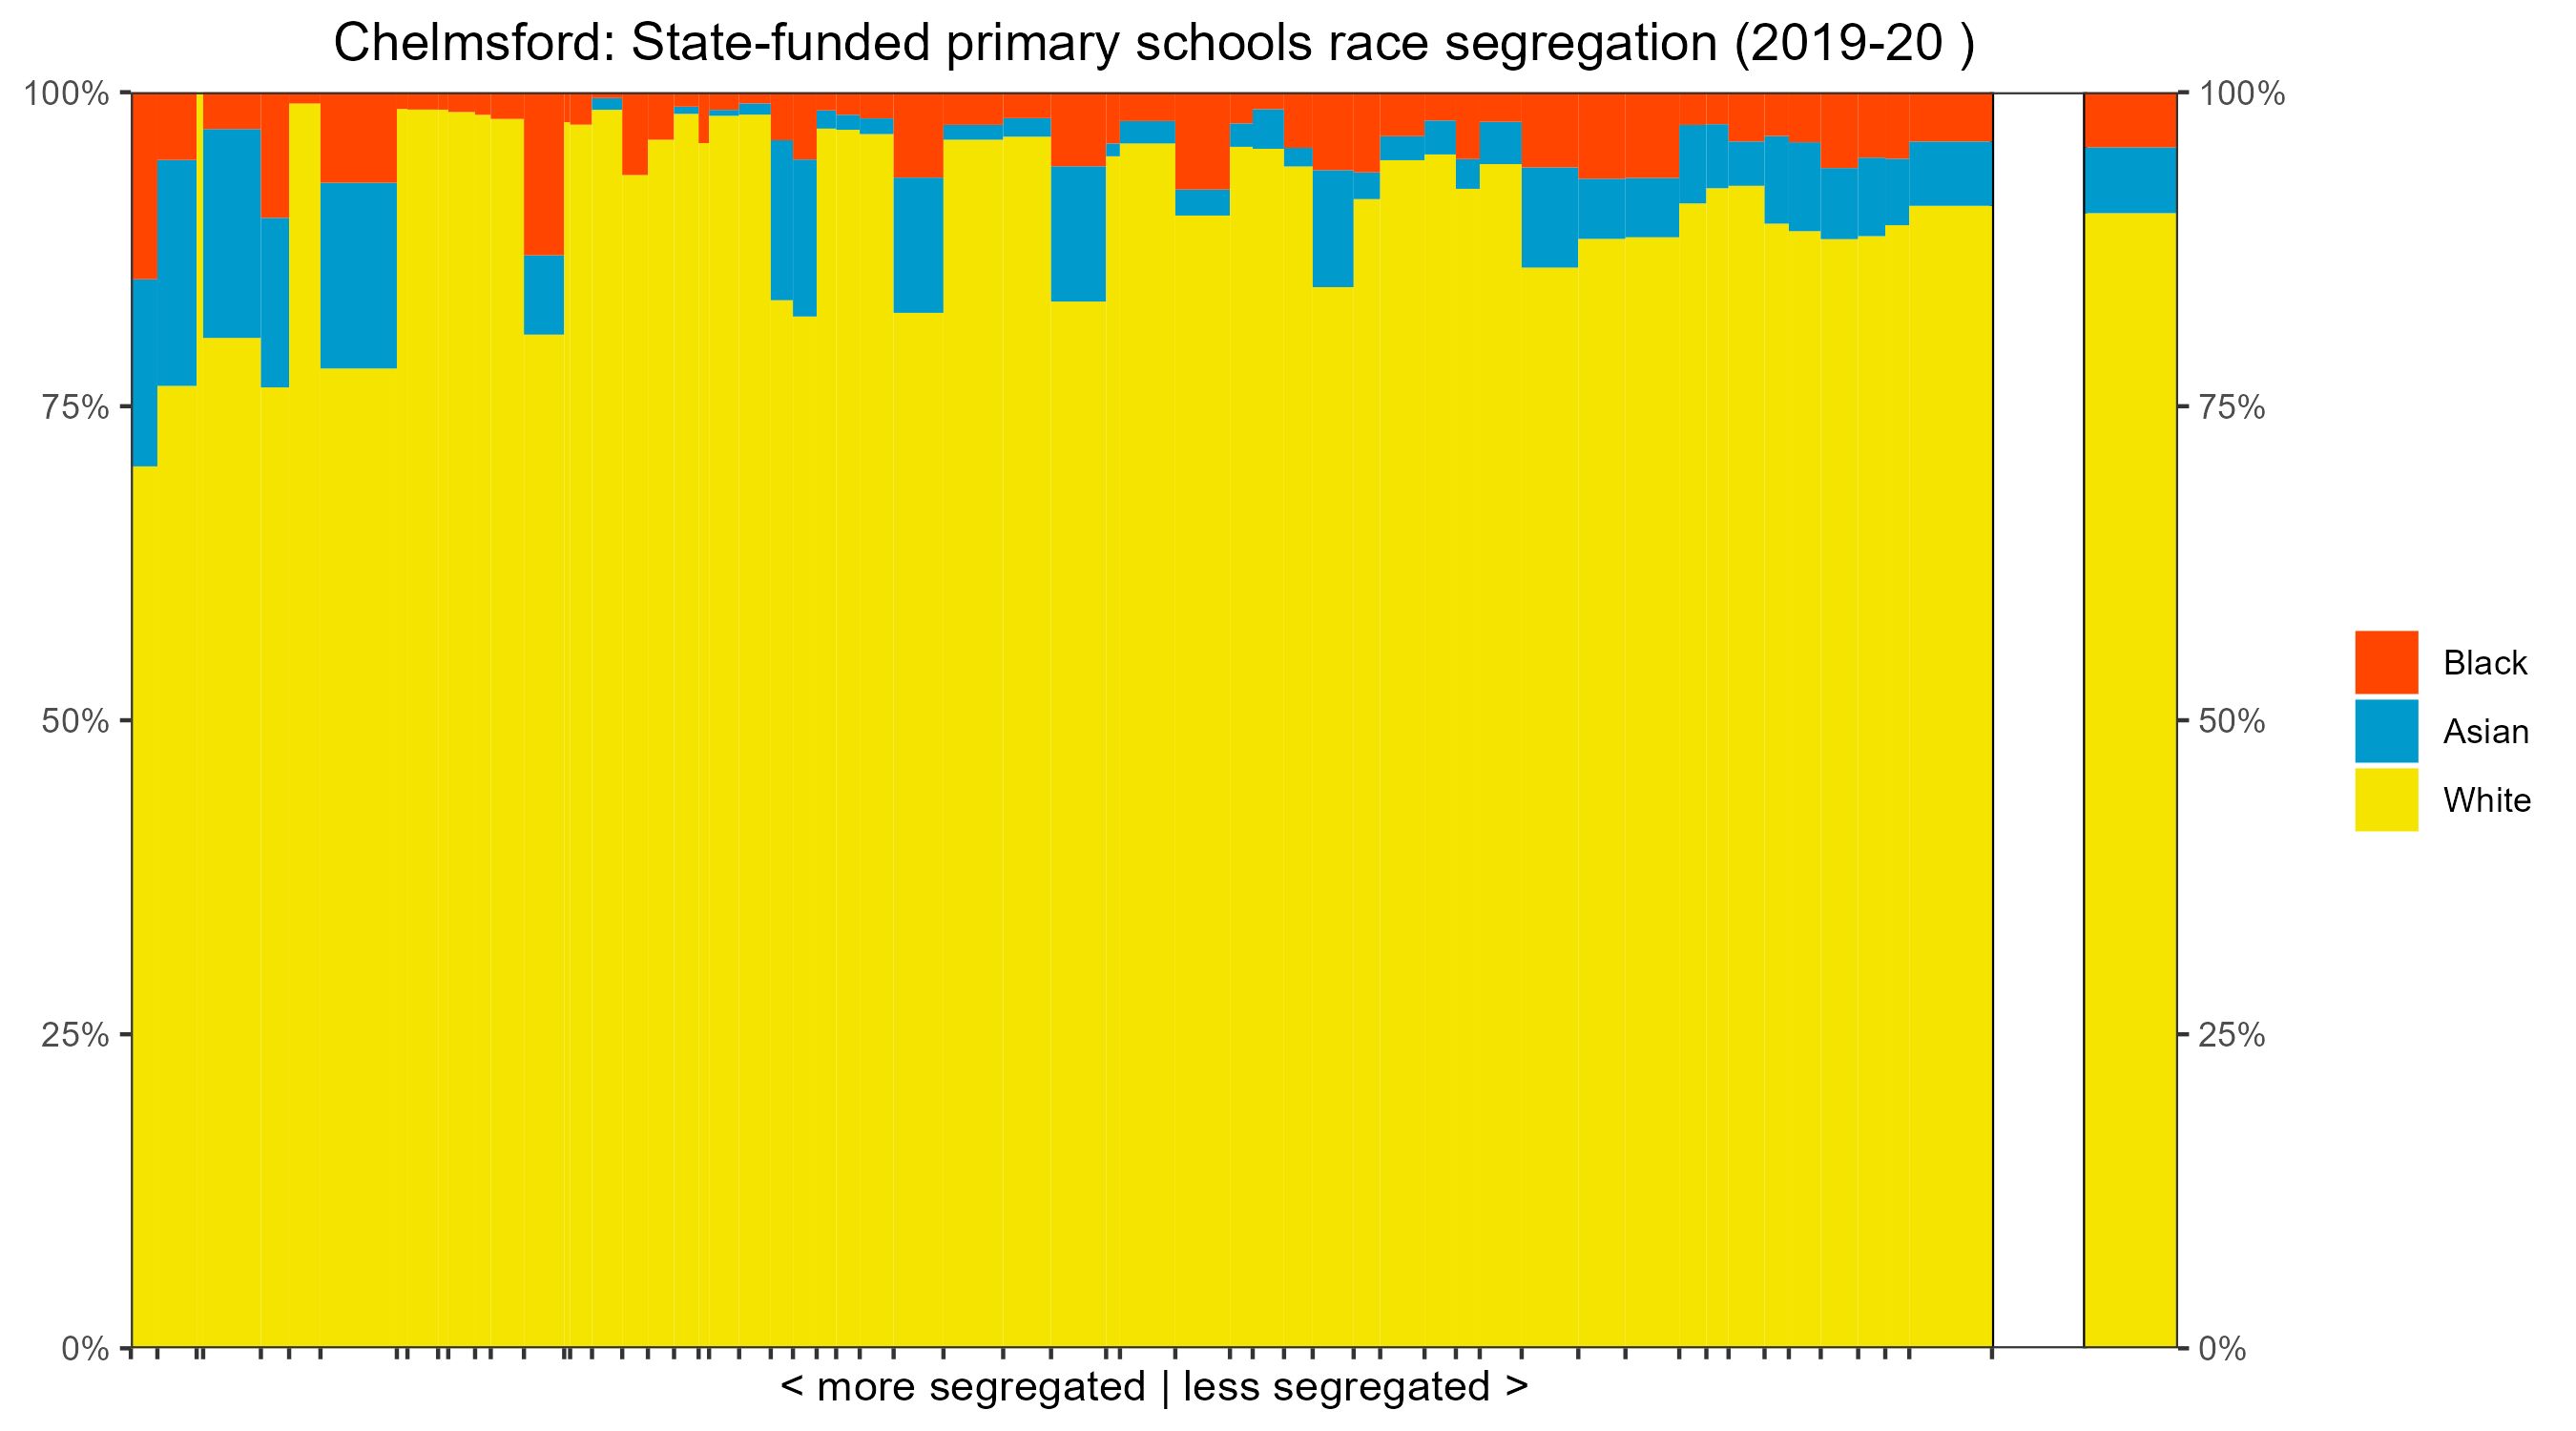 Chelmsford: State-funded primary schools race segregation (2019-20 )
100%
75%
50%
25%
0%
100%
75%
50%
25%
0%
Black
Asian
White
< more segregated | less segregated >